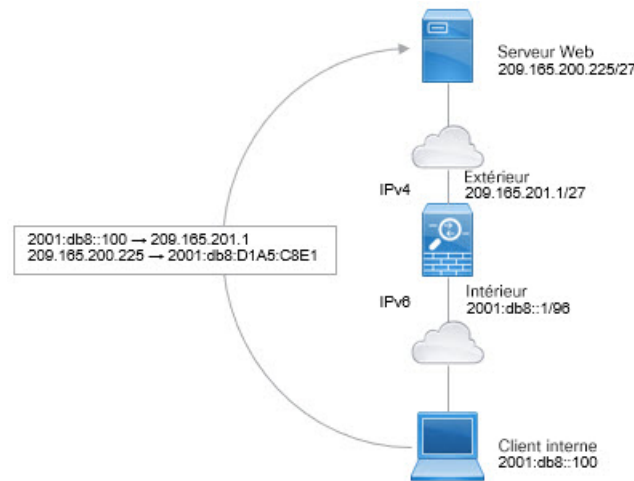 Serveur Web
209.165.200.225/27
Extérieur
209.165.201.1/27
IPv4
2001:db8::100 → 209.165.201.1
209.165.200.225 → 2001:db8:D1A5:C8E1
IPv6
Intérieur
2001:db8::1/96
Client interne
2001:db8::100